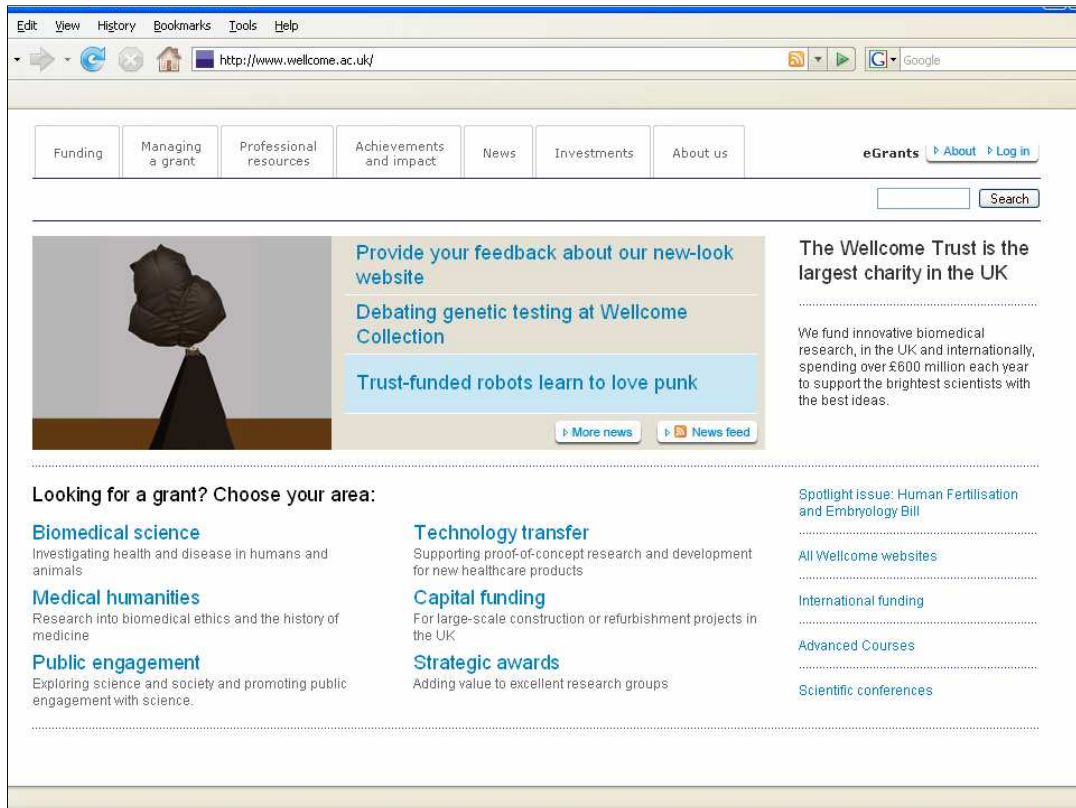 Edit View History Bookmarks Tools Help
http://www.wellcome.ac.uk/
G Google
Funding
Managing
a grant
Professional
resources
Achievements
and impact
News
Investments
About us
eGrants About Log in
Search
Provide your feedback about our new-look
website
Debating genetic testing at Wellcome
Collection
Trust-funded robots learn to love punk
More news News feed
The Wellcome Trust is the
largest charity in the UK
We fund innovative biomedical
research, in the UK and internationally,
spending over £600 million each year
to support the brightest scientists with
the best ideas.
Looking for a grant? Choose your area:
Biomedical science
Investigating health and disease in humans and
animals
Medical humanities
Research into biomedical ethics and the history of
medicine
Public engagement
Exploring science and society and promoting public
engagement with science.
Technology transfer
Supporting proof-of-concept research and development
for new healthcare products
Capital funding
For large-scale construction or refurbishment projects in
the UK
Strategic awards
Adding value to excellent research groups
Spotlight issue: Human Fertilisation
and Embryology Bill
All Wellcome websites
International funding
Advanced Courses
Scientific conferences